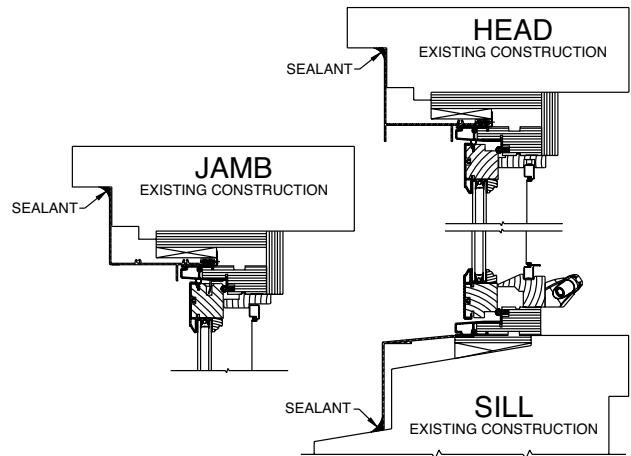 HEAD
EXISTING CONSTRUCTION
SEALANT
JAMB
EXISTING CONSTRUCTION
SEALANT
SILL
EXISTING CONSTRUCTION
SEALANT